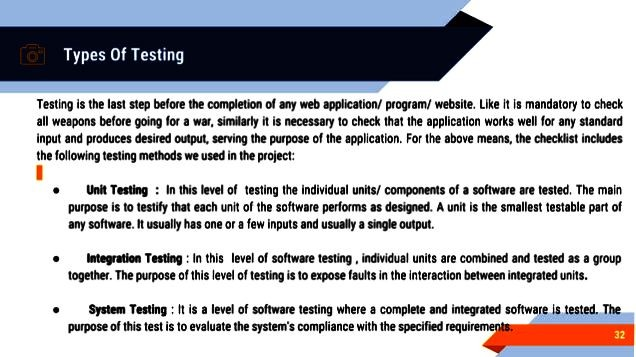 Types Of Testing
Testing is the last step before the completion of any web application/ program/ website. Like it is mandatory to check
all weapons before going for a war, similarly it is necessary to check that the application works well for any standard
input and produces desired output, serving the purpose of the application. For the above means, the checklist includes
the following testing methods we used in the project:
● Unit Testing : In this level of testing the individual units/ components of a software are tested. The main
purpose is to testify that each unit of the software performs as designed. A unit is the smallest testable part of
any software. It usually has one or a few inputs and usually a single output.
● Integration Testing : In this level of software testing , individual units are combined and tested as a group
together. The purpose of this level of testing is to expose faults in the interaction between integrated units.
● System Testing : It is a level of software testing where a complete and integrated software is tested. The
purpose of this test is to evaluate the system's compliance with the specified requirements.
32